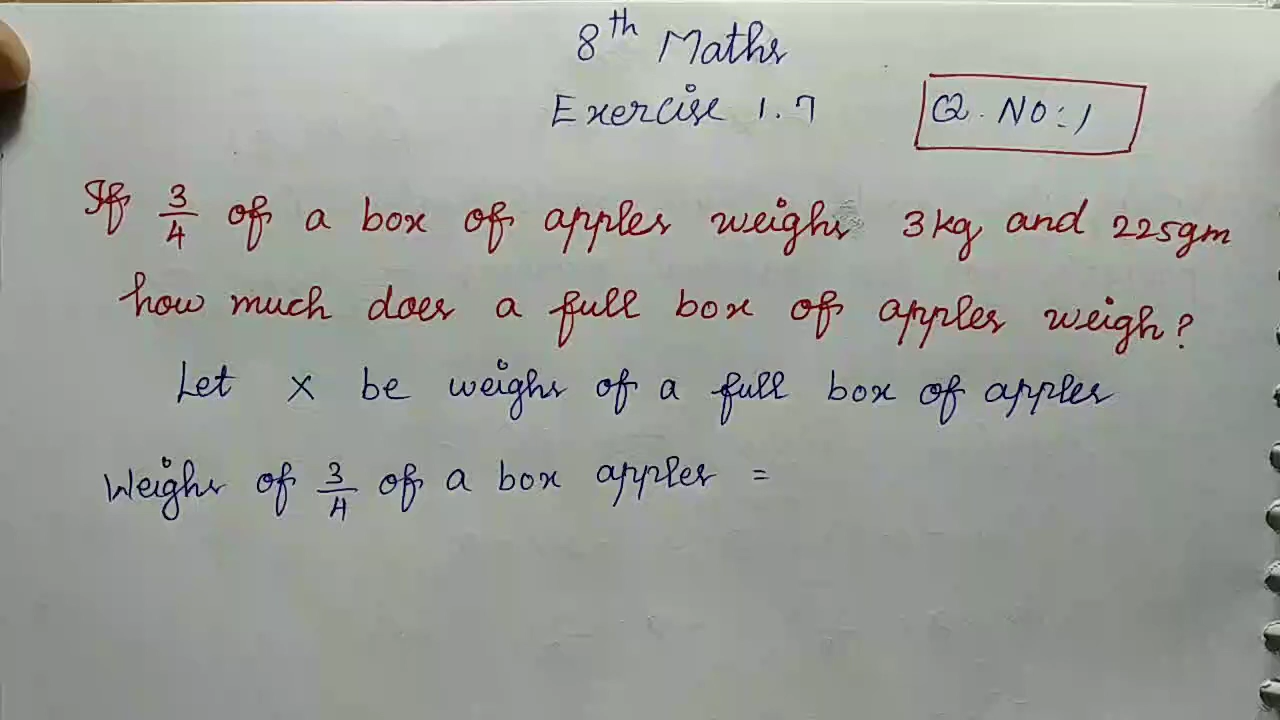 8th Maths
Exercise 1.7
Q. No: 1
If 3/4 of a box of apples weighs 3kg and 225gm
how much does a full box of apples weigh?
Let x be weighs of a full box of apples
Weighs of 3/4 of a box apples =